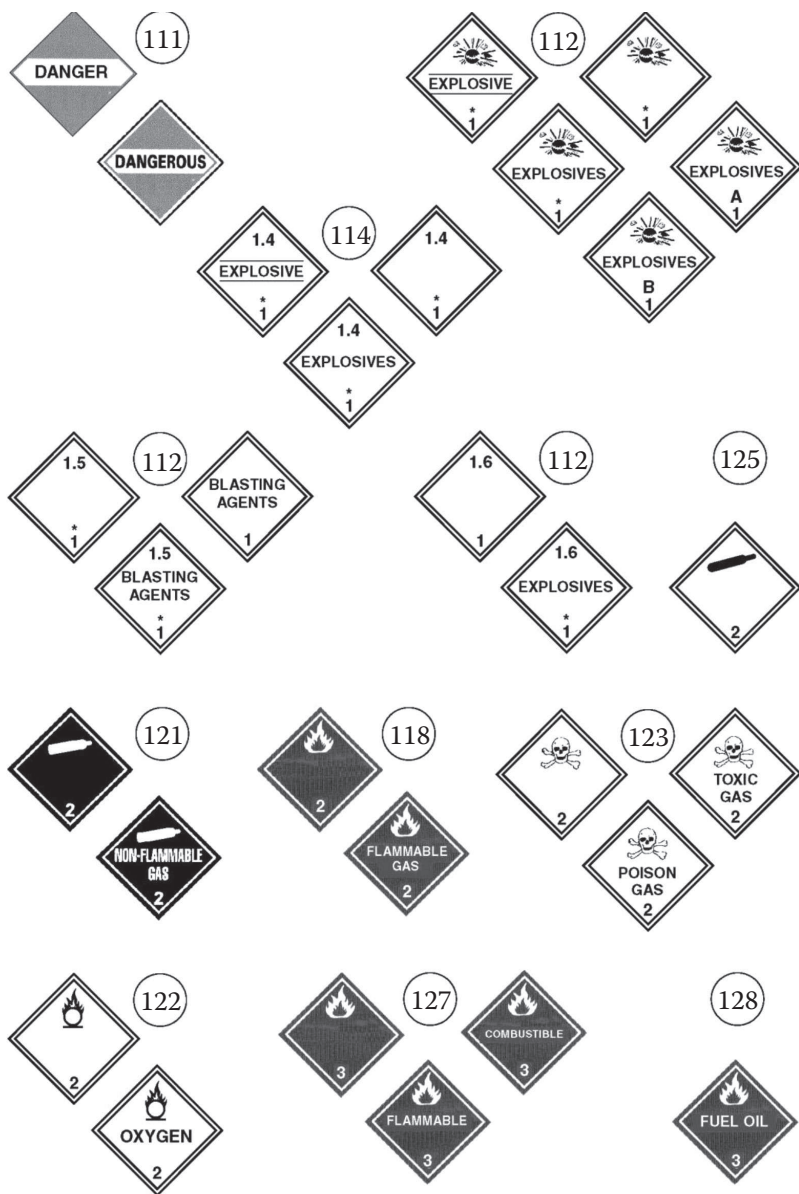 111
DANGER
DANGEROUS
112
EXPLOSIVE
*
1
*
1
EXPLOSIVES
*
1
EXPLOSIVES
A
1
EXPLOSIVES
B
1
114
1.4
EXPLOSIVE
*
1
1.4
*
1
1.4
EXPLOSIVES
*
1
112
1.5
*
1
BLASTING
AGENTS
1
1.5
BLASTING
AGENTS
*
1
112
1.6
1
1.6
EXPLOSIVES
*
1
125
2
121
2
NON-FLAMMABLE
GAS
2
118
2
FLAMMABLE
GAS
2
123
2
TOXIC
GAS
2
POISON
GAS
2
122
2
OXYGEN
2
127
3
COMBUSTIBLE
3
FLAMMABLE
3
128
FUEL OIL
3